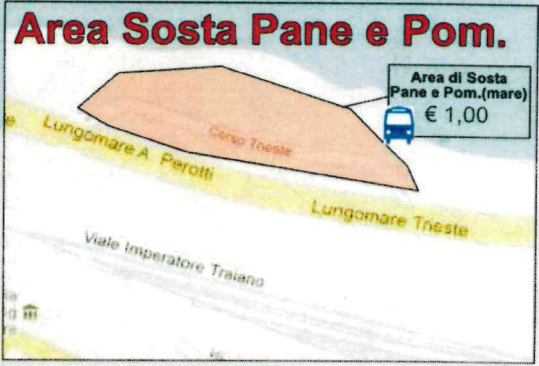 Area Sosta Pane e Pom.
Area di Sosta
Pane e Pom.(mare)
€ 1,00
Corso Trieste
Lungomare A Perotti
Lungomare Trieste
Viale Imperatore Traiano